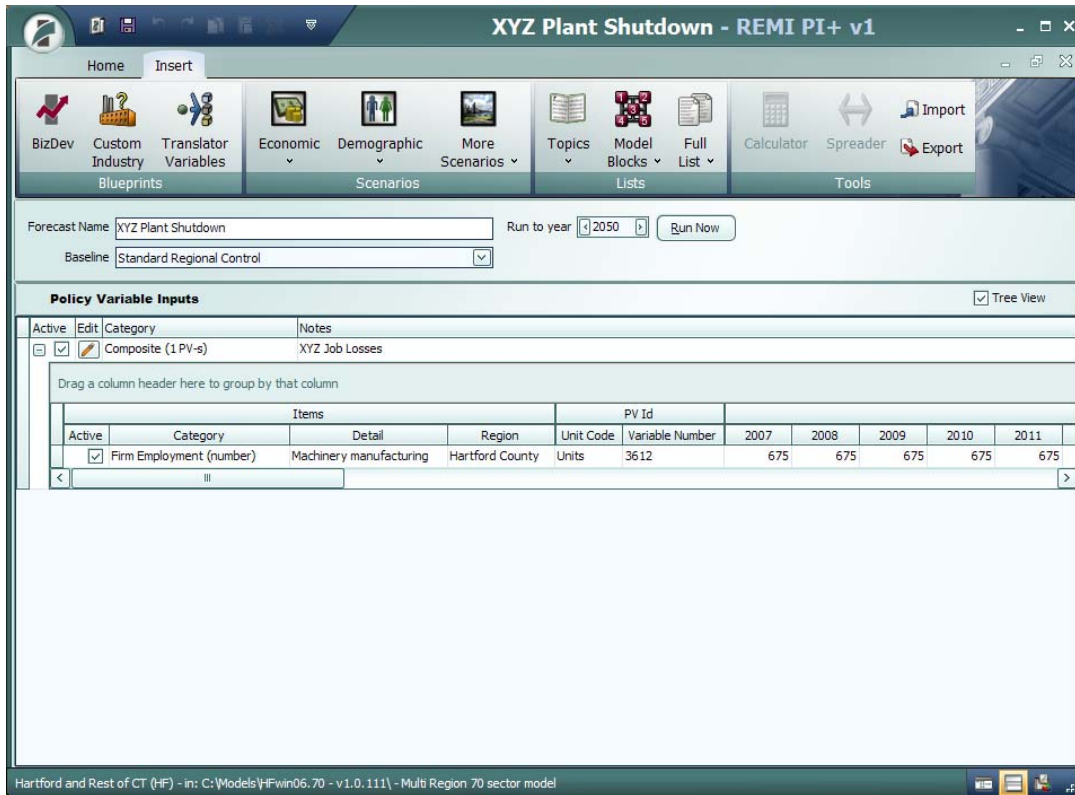 XYZ Plant Shutdown - REMI PI+ v1
Home Insert
BizDev Custom Industry Translator Variables Economic Demographic More Scenarios Topics Model Blocks Full List Calculator Spreader Import
Export
Blueprints Scenarios Lists Tools
Forecast Name XYZ Plant Shutdown Run to year 2050 Run Now
Baseline Standard Regional Control
Policy Variable Inputs Tree View
Active Edit Category Notes
Composite (1 PV-s) XYZ Job Losses
Drag a column header here to group by that column
Items PV Id
Active Category Detail Region Unit Code Variable Number 2007 2008 2009 2010 2011
Firm Employment (number) Machinery manufacturing Hartford County Units 3612 675 675 675 675 675
Hartford and Rest of CT (HF) - in: C:\Models\HFwin06.70 - v1.0.111\ - Multi Region 70 sector model